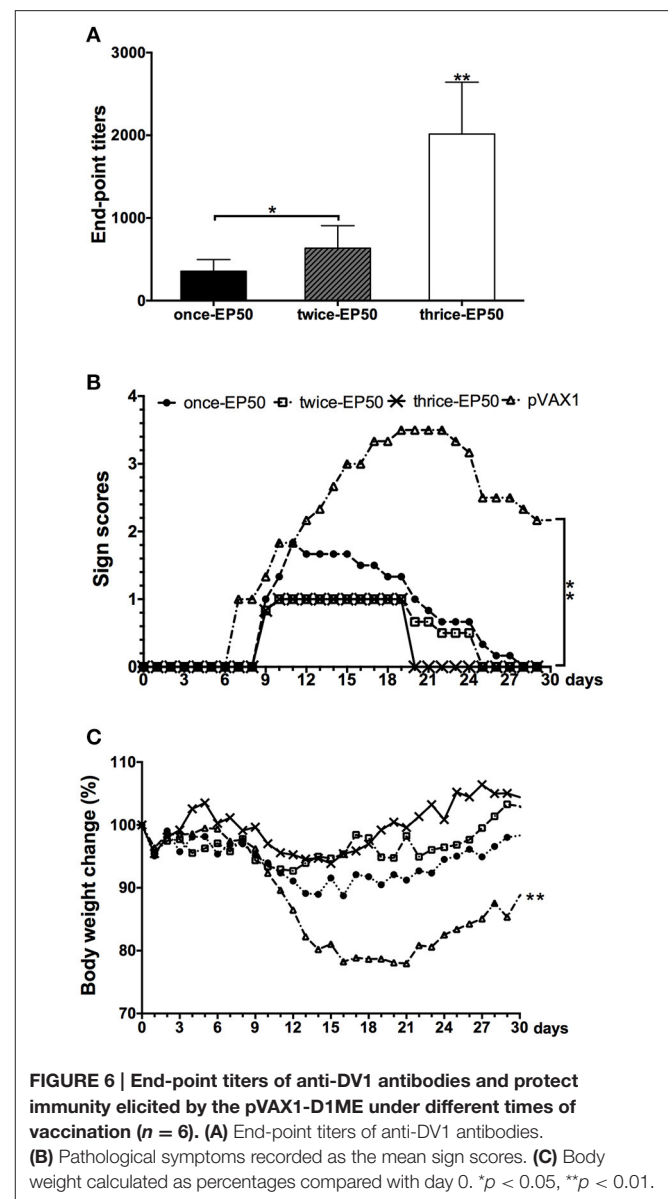 A
3000
2000
1000
0
End-point titers
*
**
once-EP50 twice-EP50 thrice-EP50
B
once-EP50 twice-EP50 thrice-EP50 pVAX1
4
3
2
1
0
Sign scores
**
0 3 6 9 12 15 18 21 24 27 30 days
C
110
100
90
80
70
Body weight change (%)
**
0 3 6 9 12 15 18 21 24 27 30 days
FIGURE 6 | End-point titers of anti-DV1 antibodies and protect
immunity elicited by the pVAX1-D1ME under different times of
vaccination (n = 6). (A) End-point titers of anti-DV1 antibodies.
(B) Pathological symptoms recorded as the mean sign scores. (C) Body
weight calculated as percentages compared with day 0. *p < 0.05, **p < 0.01.